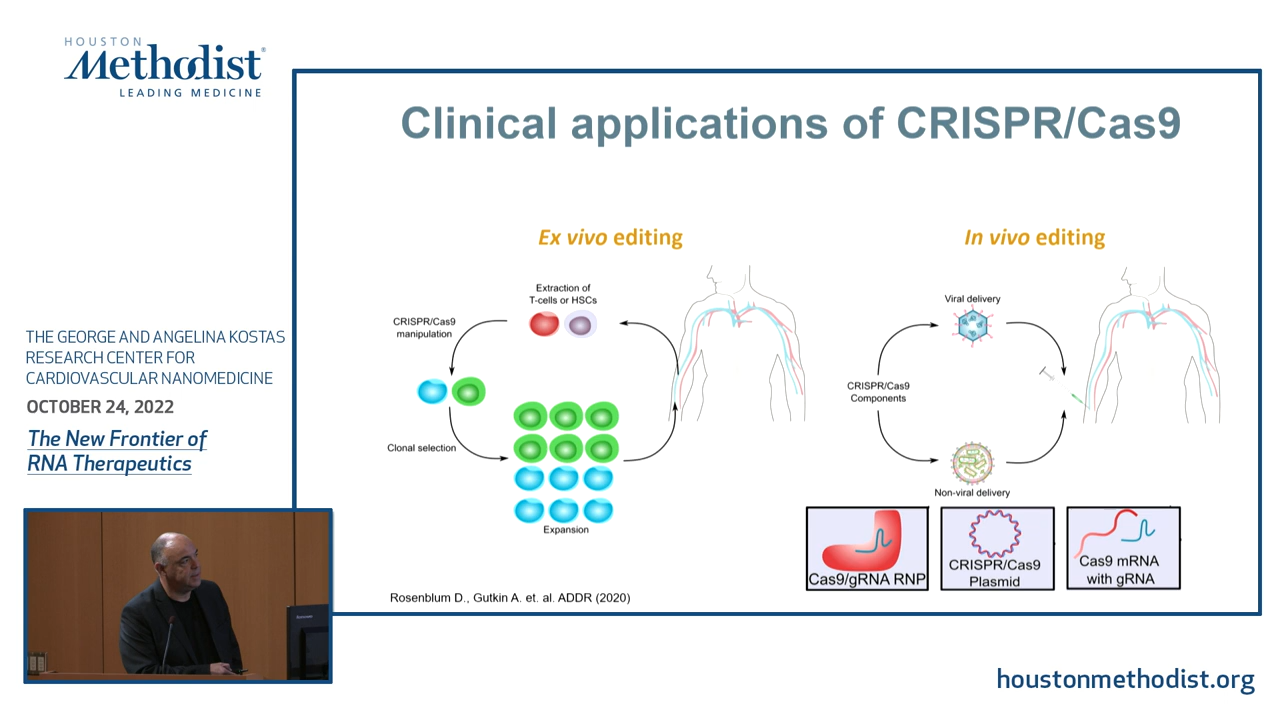 HOUSTON
Methodist®
LEADING MEDICINE
THE GEORGE AND ANGELINA KOSTAS
RESEARCH CENTER FOR
CARDIOVASCULAR NANOMEDICINE
OCTOBER 24, 2022
The New Frontier of
RNA Therapeutics
Clinical applications of CRISPR/Cas9
Ex vivo editing
Extraction of
T-cells or HSCs
CRISPR/Cas9
manipulation
Clonal selection
Expansion
Rosenblum D., Gutkin A. et. al. ADDR (2020)
In vivo editing
Viral delivery
CRISPR/Cas9
Components
Non-viral delivery
Cas9/gRNA RNP
CRISPR/Cas9
Plasmid
Cas9 mRNA
with gRNA
houstonmethodist.org